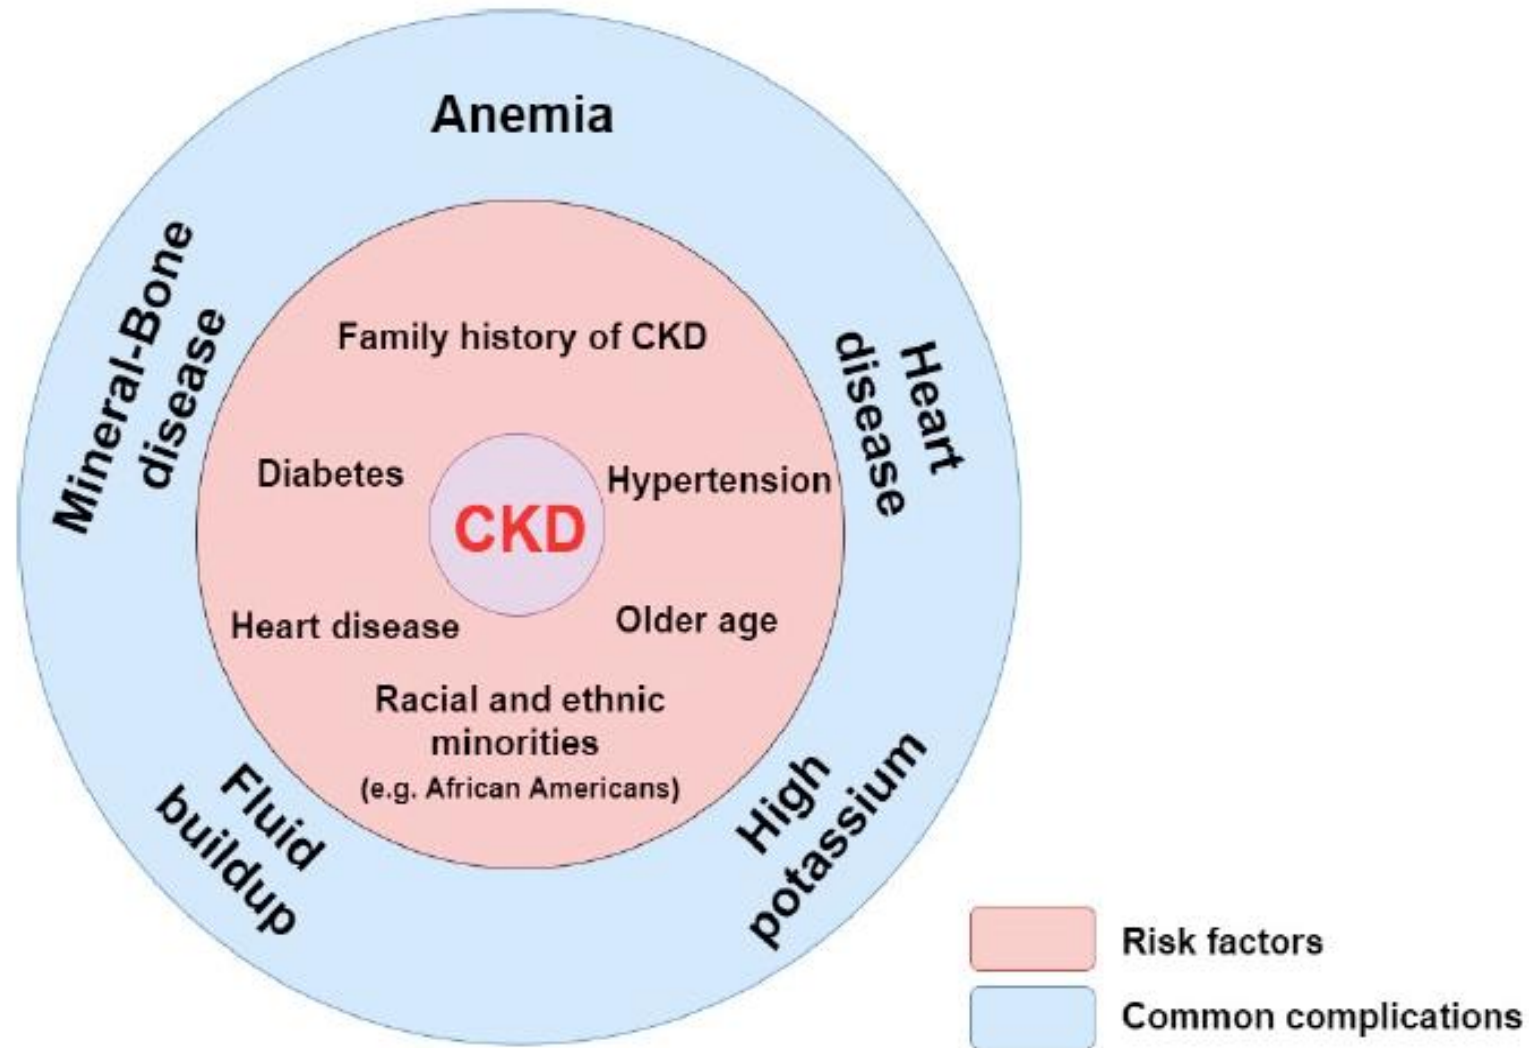 Anemia
Mineral-Bone
disease
Heart
disease
Family history of CKD
Diabetes
Hypertension
CKD
Heart disease
Older age
Racial and ethnic
minorities
(e.g. African Americans)
Fluid
buildup
High
potassium
Risk factors
Common complications